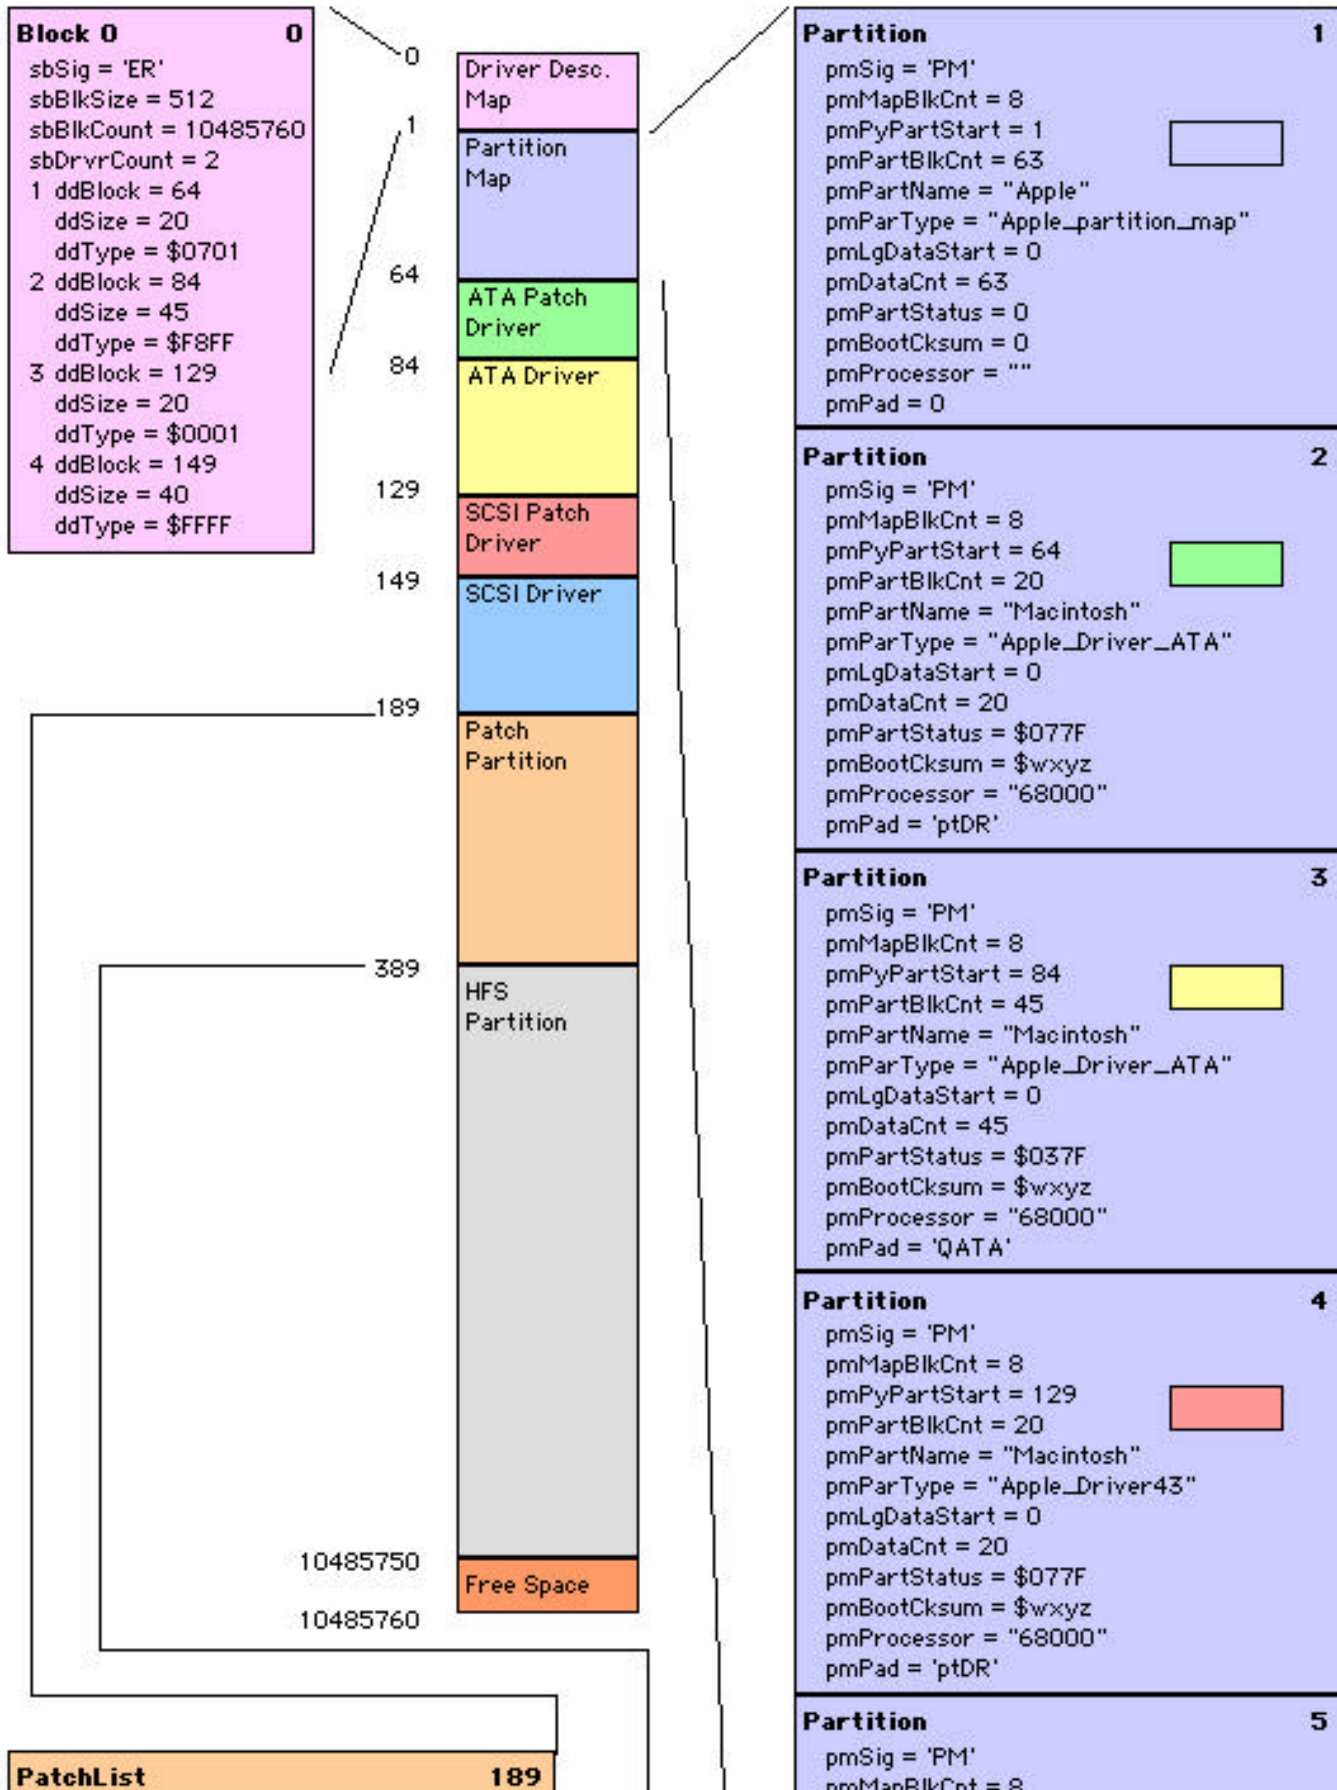 Block 0 0
sbSig = 'ER'
sbBlkSize = 512
sbBlkCount = 10485760
sbDrvrCount = 2
1 ddBlock = 64
ddSize = 20
ddType = $0701
2 ddBlock = 84
ddSize = 45
ddType = $F8FF
3 ddBlock = 129
ddSize = 20
ddType = $0001
4 ddBlock = 149
ddSize = 40
ddType = $FFFF
0
Driver Desc.
Map
1
Partition
Map
64
ATA Patch
Driver
84
ATA Driver
129
SCSI Patch
Driver
149
SCSI Driver
189
Patch
Partition
389
HFS
Partition
10485750
Free Space
10485760
PatchList 189
Partition 1
pmSig = 'PM'
pmMapBlkCnt = 8
pmPyPartStart = 1
pmPartBlkCnt = 63
pmPartName = "Apple"
pmParType = "Apple_partition_map"
pmLgDataStart = 0
pmDataCnt = 63
pmPartStatus = 0
pmBootCksum = 0
pmProcessor = ""
pmPad = 0
Partition 2
pmSig = 'PM'
pmMapBlkCnt = 8
pmPyPartStart = 64
pmPartBlkCnt = 20
pmPartName = "Macintosh"
pmParType = "Apple_Driver_ATA"
pmLgDataStart = 0
pmDataCnt = 20
pmPartStatus = $077F
pmBootCksum = $wxyz
pmProcessor = "68000"
pmPad = 'ptDR'
Partition 3
pmSig = 'PM'
pmMapBlkCnt = 8
pmPyPartStart = 84
pmPartBlkCnt = 45
pmPartName = "Macintosh"
pmParType = "Apple_Driver_ATA"
pmLgDataStart = 0
pmDataCnt = 45
pmPartStatus = $037F
pmBootCksum = $wxyz
pmProcessor = "68000"
pmPad = 'QATA'
Partition 4
pmSig = 'PM'
pmMapBlkCnt = 8
pmPyPartStart = 129
pmPartBlkCnt = 20
pmPartName = "Macintosh"
pmParType = "Apple_Driver43"
pmLgDataStart = 0
pmDataCnt = 20
pmPartStatus = $077F
pmBootCksum = $wxyz
pmProcessor = "68000"
pmPad = 'ptDR'
Partition 5
pmSig = 'PM'
pmMapBlkCnt = 8